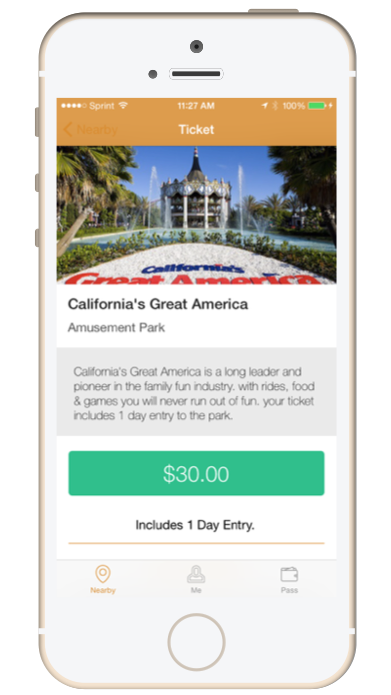 Sprint 11:27 AM 100%
Nearby Ticket
California's
Great America
California's Great America
Amusement Park
California's Great America is a long leader and
pioneer in the family fun industry. with rides, food
& games you will never run out of fun. your ticket
includes 1 day entry to the park.
$30.00
Includes 1 Day Entry.
Nearby Me Pass